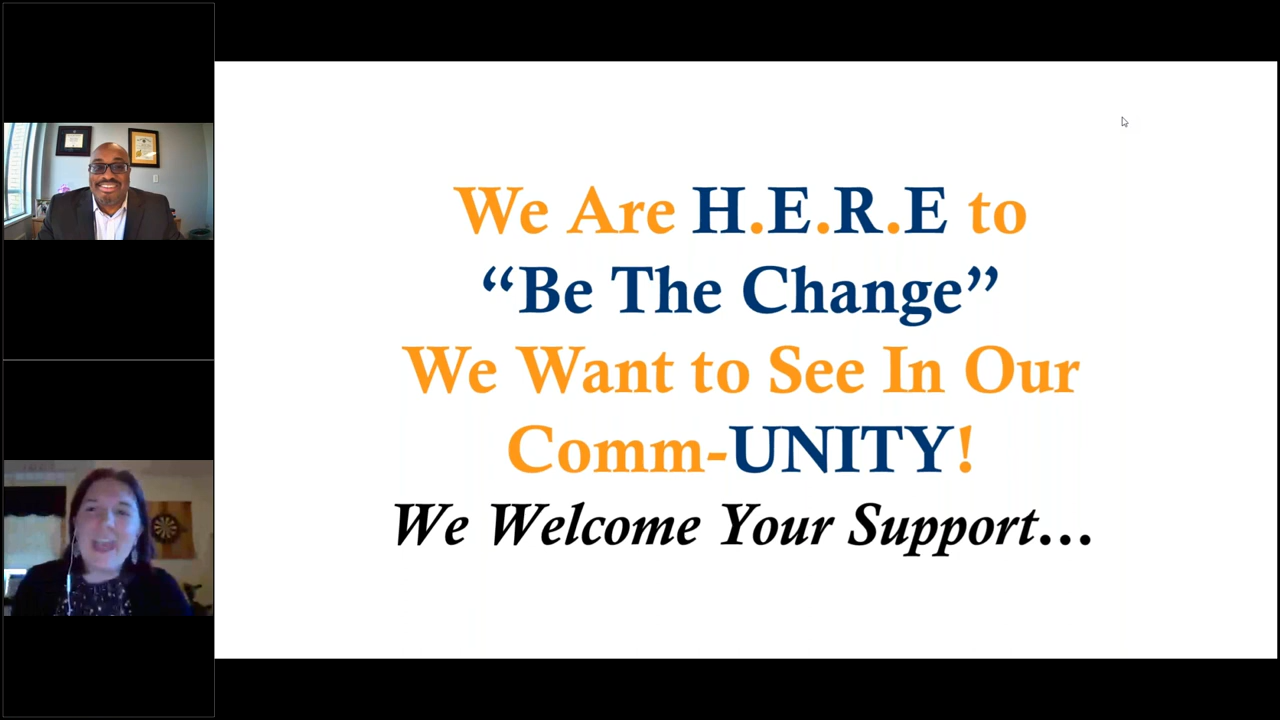 We Are H.E.R.E to
“Be The Change”
We Want to See In Our
Comm-UNITY!
We Welcome Your Support...